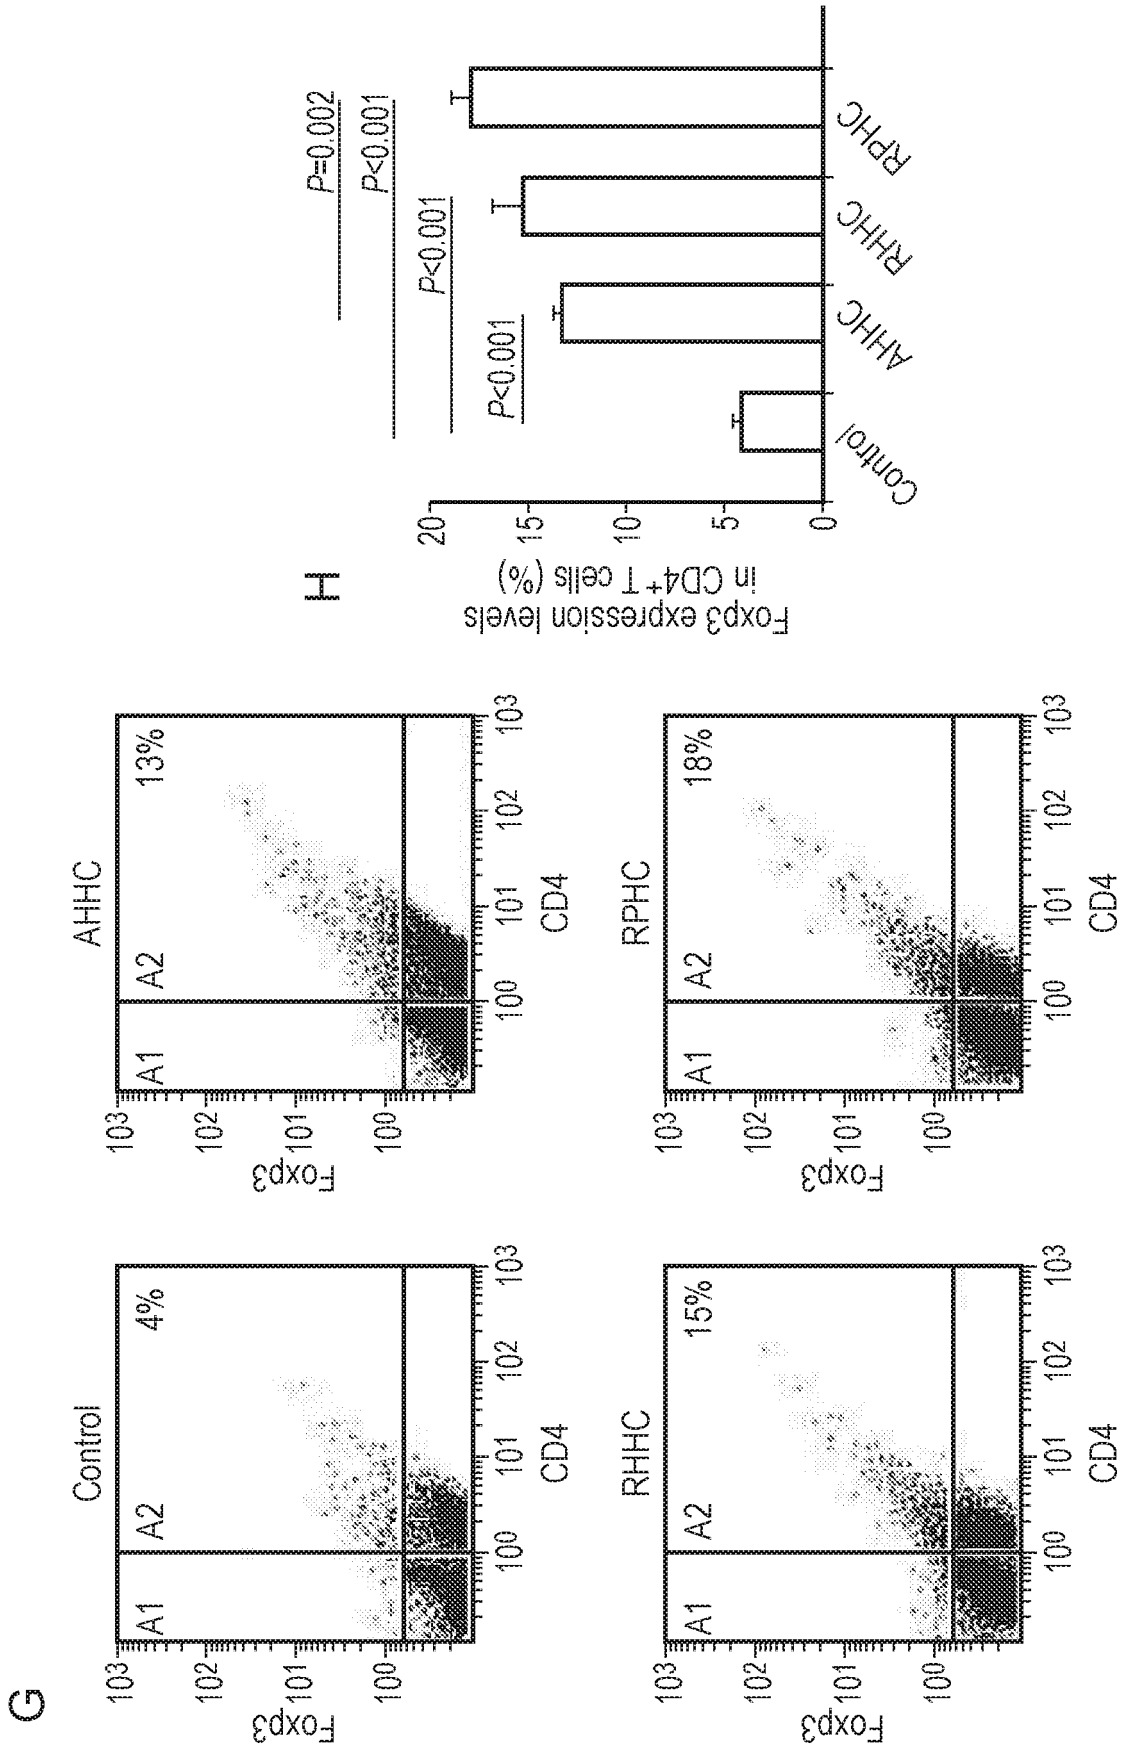 G
Control
A1
A2
4%
10³
10²
10¹
10⁰
Foxp3
10⁰
10¹
10²
10³
CD4
AHHC
A1
A2
13%
10³
10²
10¹
10⁰
Foxp3
10⁰
10¹
10²
10³
CD4
RHHC
A1
A2
15%
10³
10²
10¹
10⁰
Foxp3
10⁰
10¹
10²
10³
CD4
RPHC
A1
A2
18%
10³
10²
10¹
10⁰
Foxp3
10⁰
10¹
10²
10³
CD4
H
P=0.002
P<0.001
P<0.001
P<0.001
Foxp3 expression levels
in CD4⁺ T cells (%)
20
15
10
5
0
Control
AHHC
RHHC
RPHC